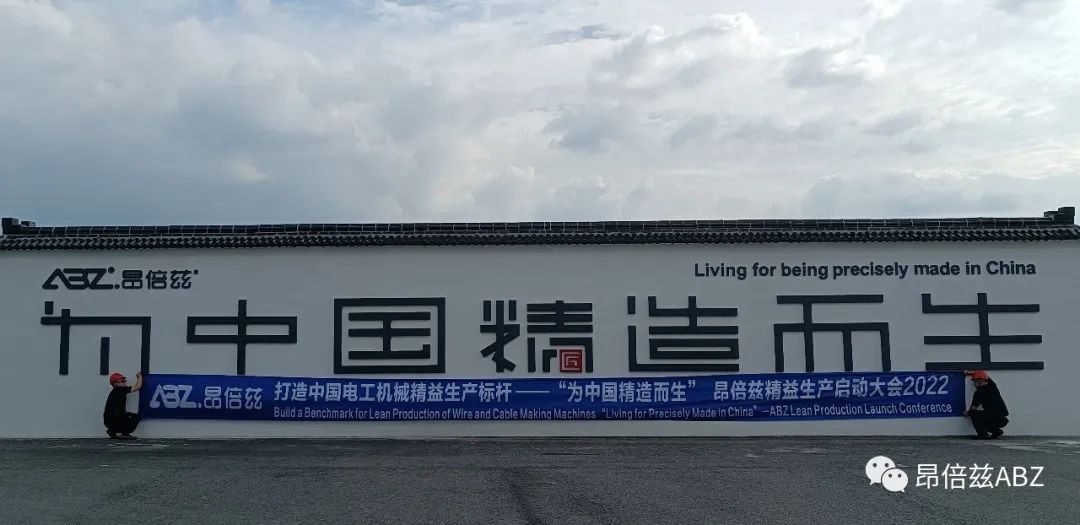 ABZ 昂倍兹
Living for being precisely made in China
为中国精造而生
匠
ABZ 昂倍兹 打造中国电工机械精益生产标杆——“为中国精造而生” 昂倍兹精益生产启动大会2022
Build a Benchmark for Lean Production of Wire and Cable Making Machines “Living for Precisely Made in China”—ABZ Lean Production Launch Conference
昂倍兹ABZ